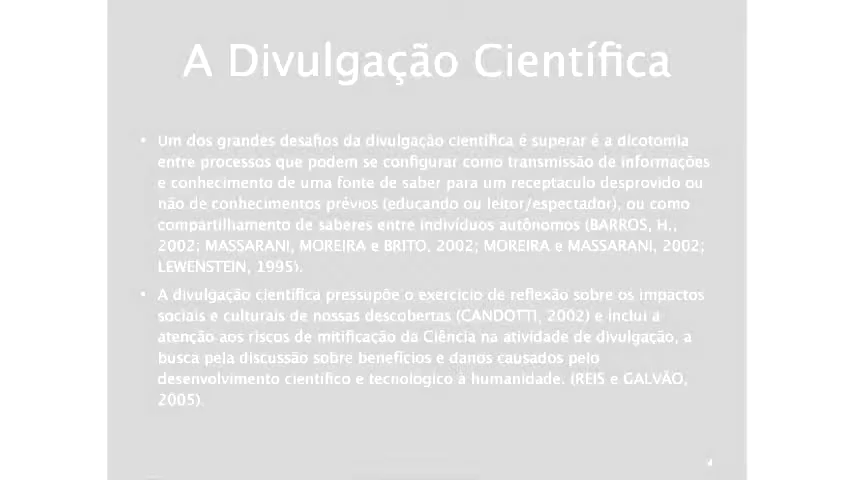 A Divulgação Científica
• Um dos grandes desafios da divulgação científica é superar é a dicotomia
entre processos que podem se configurar como transmissão de informações
e conhecimento de uma fonte de saber para um receptáculo desprovido ou
não de conhecimentos prévios (educando ou leitor/espectador), ou como
compartilhamento de saberes entre indivíduos autônomos (BARROS, H.,
2002; MASSARANI, MOREIRA e BRITO, 2002; MOREIRA e MASSARANI, 2002;
LEWENSTEIN, 1995).
• A divulgação científica pressupõe o exercício de reflexão sobre os impactos
sociais e culturais de nossas descobertas (CANDOTTI, 2002) e inclui a
atenção aos riscos de mitificação da Ciência na atividade de divulgação, a
busca pela discussão sobre benefícios e danos causados pelo
desenvolvimento científico e tecnológico à humanidade. (REIS e GALVÃO,
2005).
4